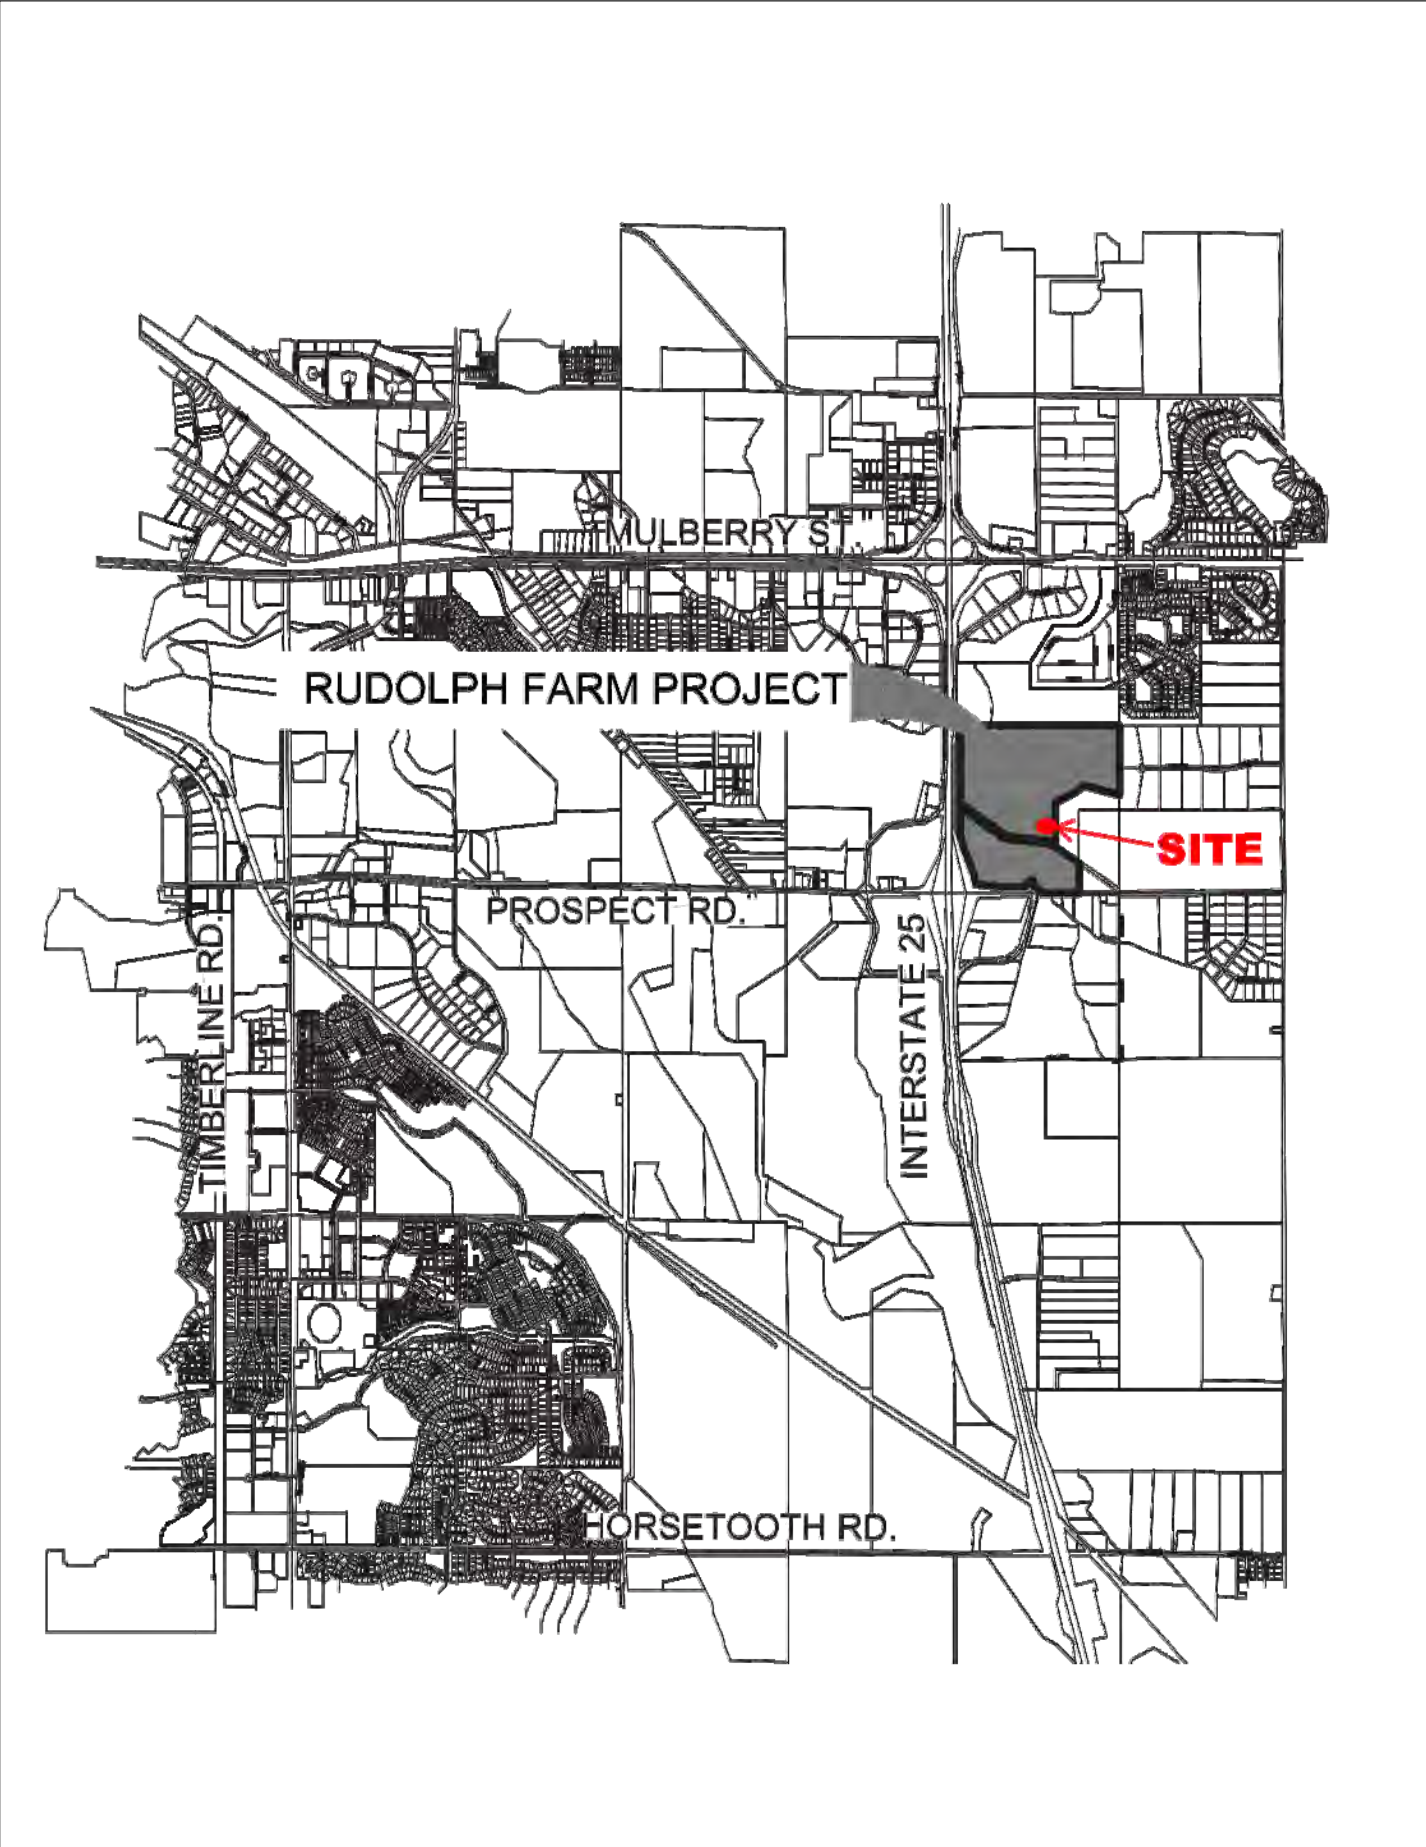 MULBERRY ST.
RUDOLPH FARM PROJECT
SITE
PROSPECT RD.
TIMBERLINE RD.
INTERSTATE 25
HORSETOOTH RD.